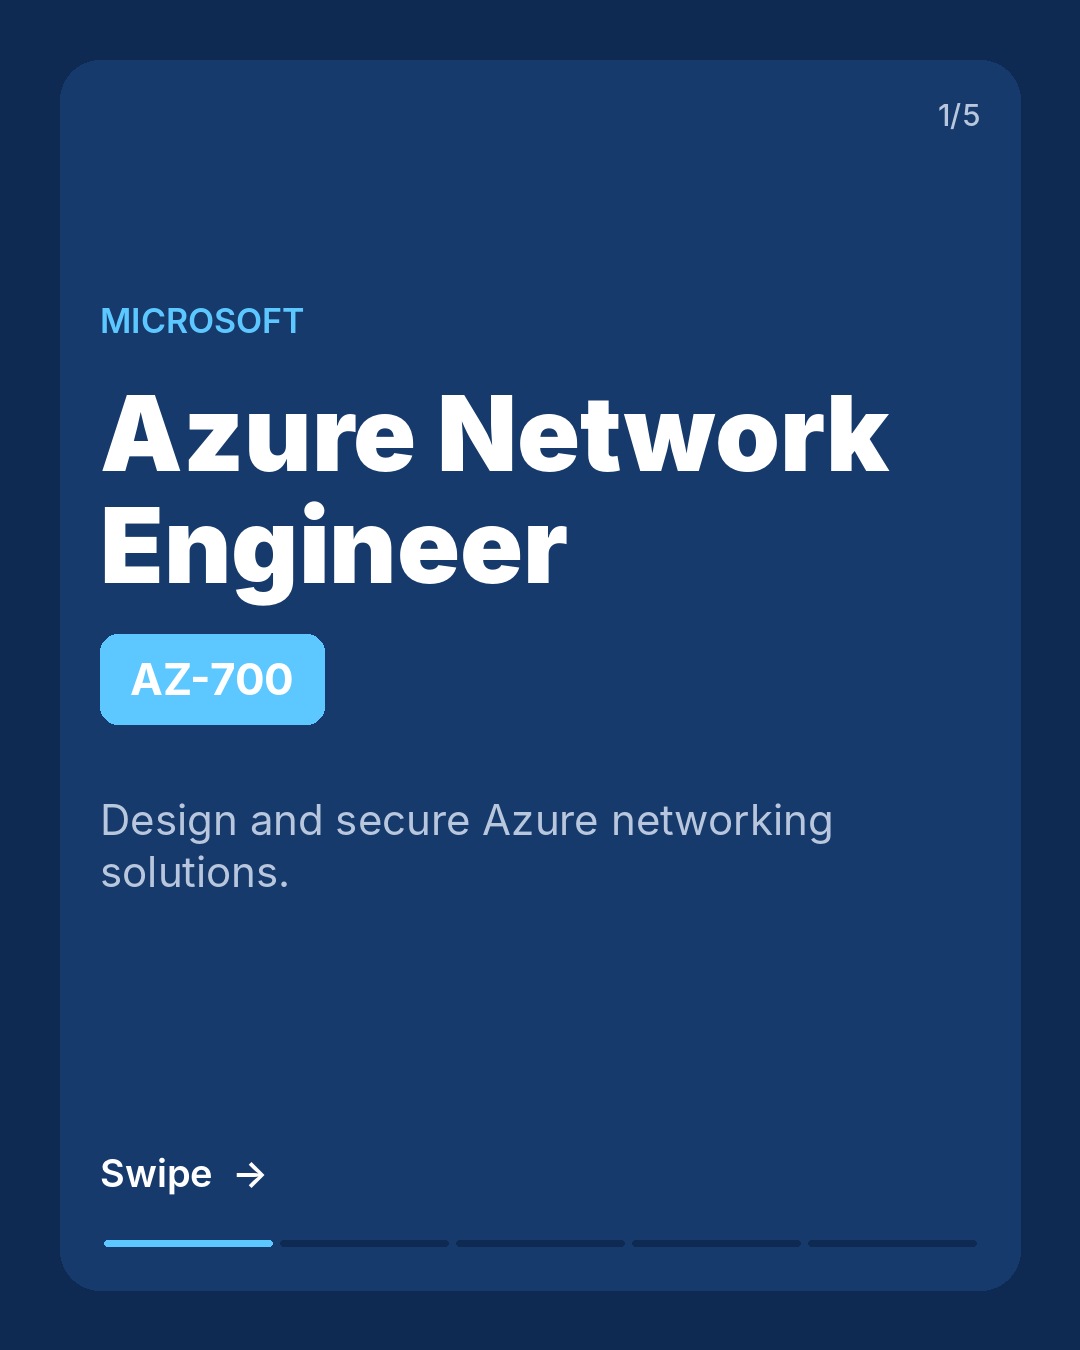 1/5
MICROSOFT
Azure Network
Engineer
AZ-700
Design and secure Azure networking
solutions.
Swipe →